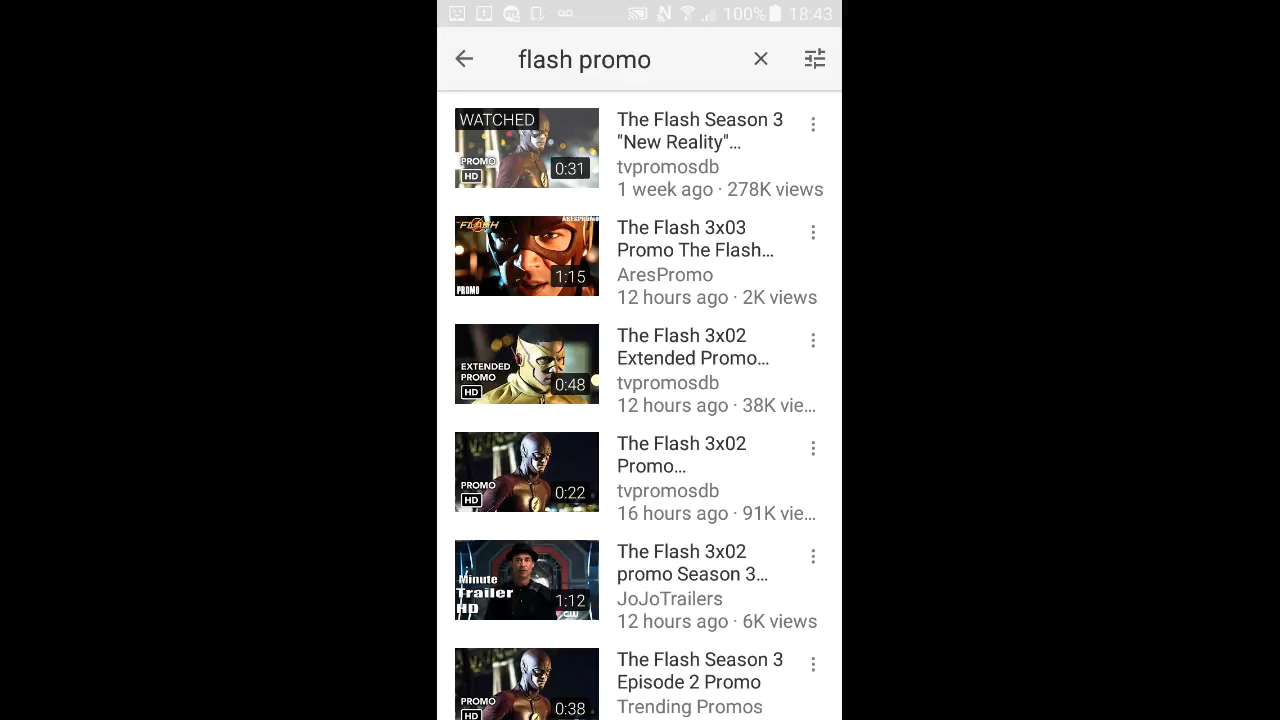 100% 18:43
flash promo
WATCHED
PROMO
HD
0:31
The Flash Season 3
"New Reality"...
tvpromosdb
1 week ago · 278K views
FLASH
ARESPROMO
PROMO
1:15
The Flash 3x03
Promo The Flash...
AresPromo
12 hours ago · 2K views
EXTENDED
PROMO
HD
0:48
The Flash 3x02
Extended Promo...
tvpromosdb
12 hours ago · 38K vie...
PROMO
HD
0:22
The Flash 3x02
Promo...
tvpromosdb
16 hours ago · 91K vie...
Minute
Trailer
HD
1:12
CW
The Flash 3x02
promo Season 3...
JoJoTrailers
12 hours ago · 6K views
PROMO
HD
0:38
The Flash Season 3
Episode 2 Promo
Trending Promos